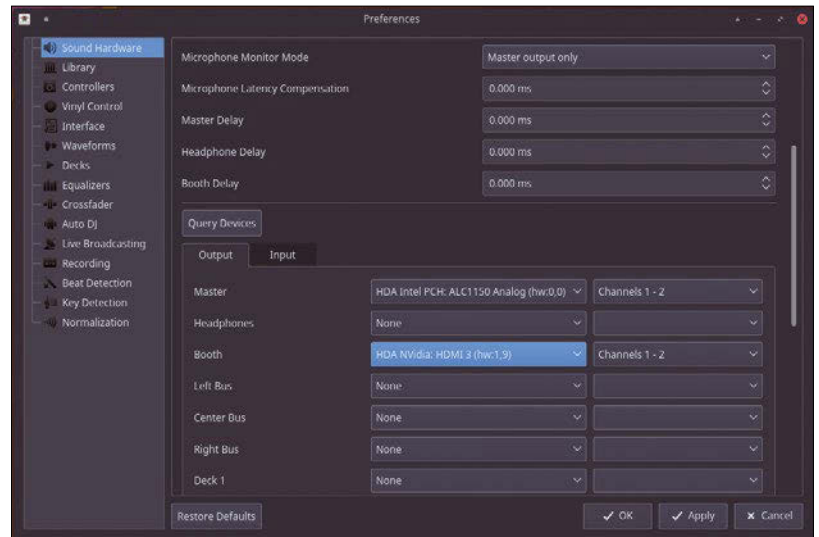 Preferences
Sound Hardware
Library
Controllers
Vinyl Control
Interface
Waveforms
Decks
Equalizers
Crossfader
Auto DJ
Live Broadcasting
Recording
Beat Detection
Key Detection
Normalization
Microphone Monitor Mode Master output only
Microphone Latency Compensation 0.000 ms
Master Delay 0.000 ms
Headphone Delay 0.000 ms
Booth Delay 0.000 ms
Query Devices
Output Input
Master HDA Intel PCH: ALC1150 Analog (hw:0,0) Channels 1 - 2
Headphones None
Booth HDA NVidia: HDMI 3 (hw:1,9) Channels 1 - 2
Left Bus None
Center Bus None
Right Bus None
Deck 1 None
Restore Defaults OK Apply Cancel